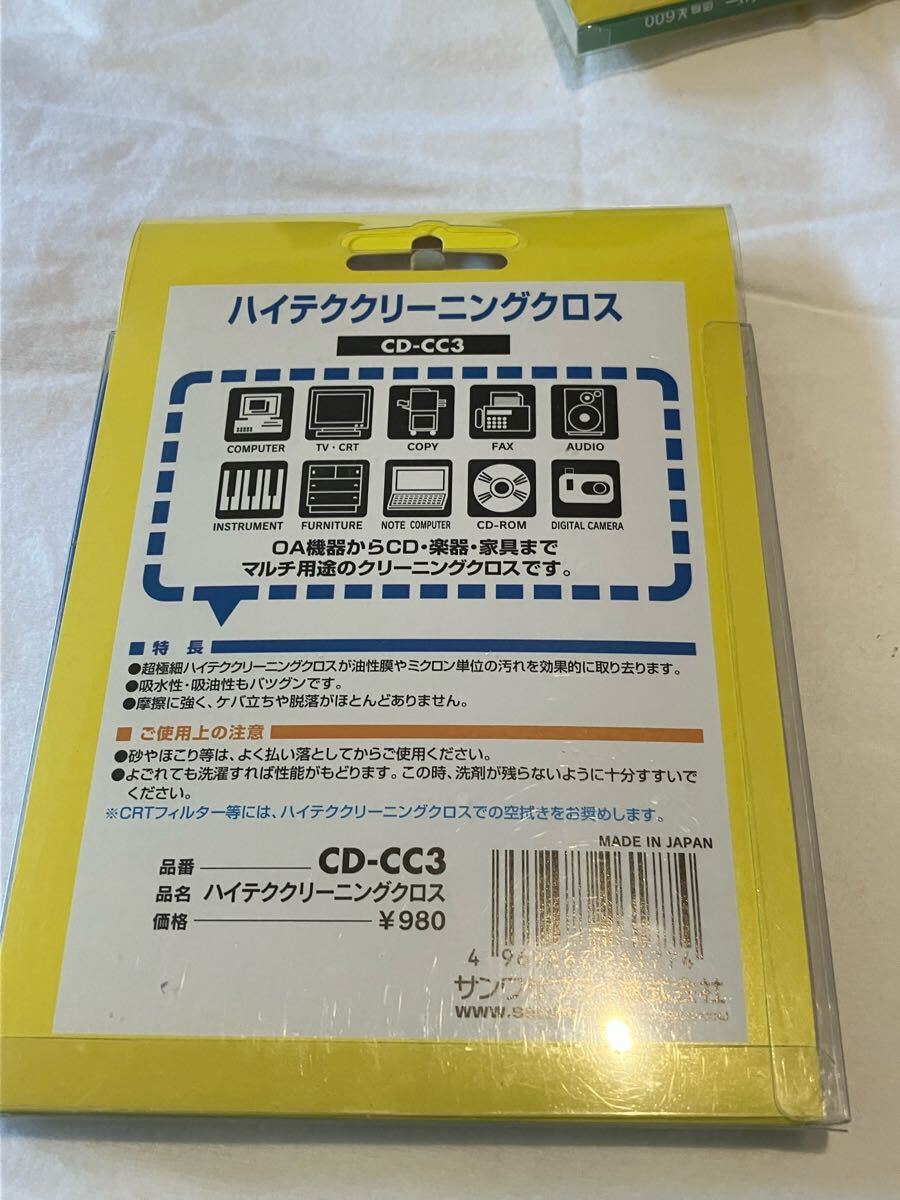 価格 ¥600
ハイテククリーニングクロス
CD-CC3
COMPUTER TV・CRT COPY FAX AUDIO
INSTRUMENT FURNITURE NOTE COMPUTER CD-ROM DIGITAL CAMERA
OA機器からCD・楽器・家具まで
マルチ用途のクリーニングクロスです。
■ 特 長
●超極細ハイテククリーニングクロスが油性膜やミクロン単位の汚れを効果的に取り去ります。
●吸水性・吸油性もバツグンです。
●摩擦に強く、ケバ立ちや脱落がほとんどありません。
■ ご使用上の注意
●砂やほこり等は、よく払い落としてからご使用ください。
●よごれても洗濯すれば性能がもどります。この時、洗剤が残らないように十分すすいで
ください。
※CRTフィルター等には、ハイテククリーニングクロスでの空拭きをお奨めします。
MADE IN JAPAN
品番 CD-CC3
品名 ハイテククリーニングクロス
価格 ¥980
サンワサプライ株式会社